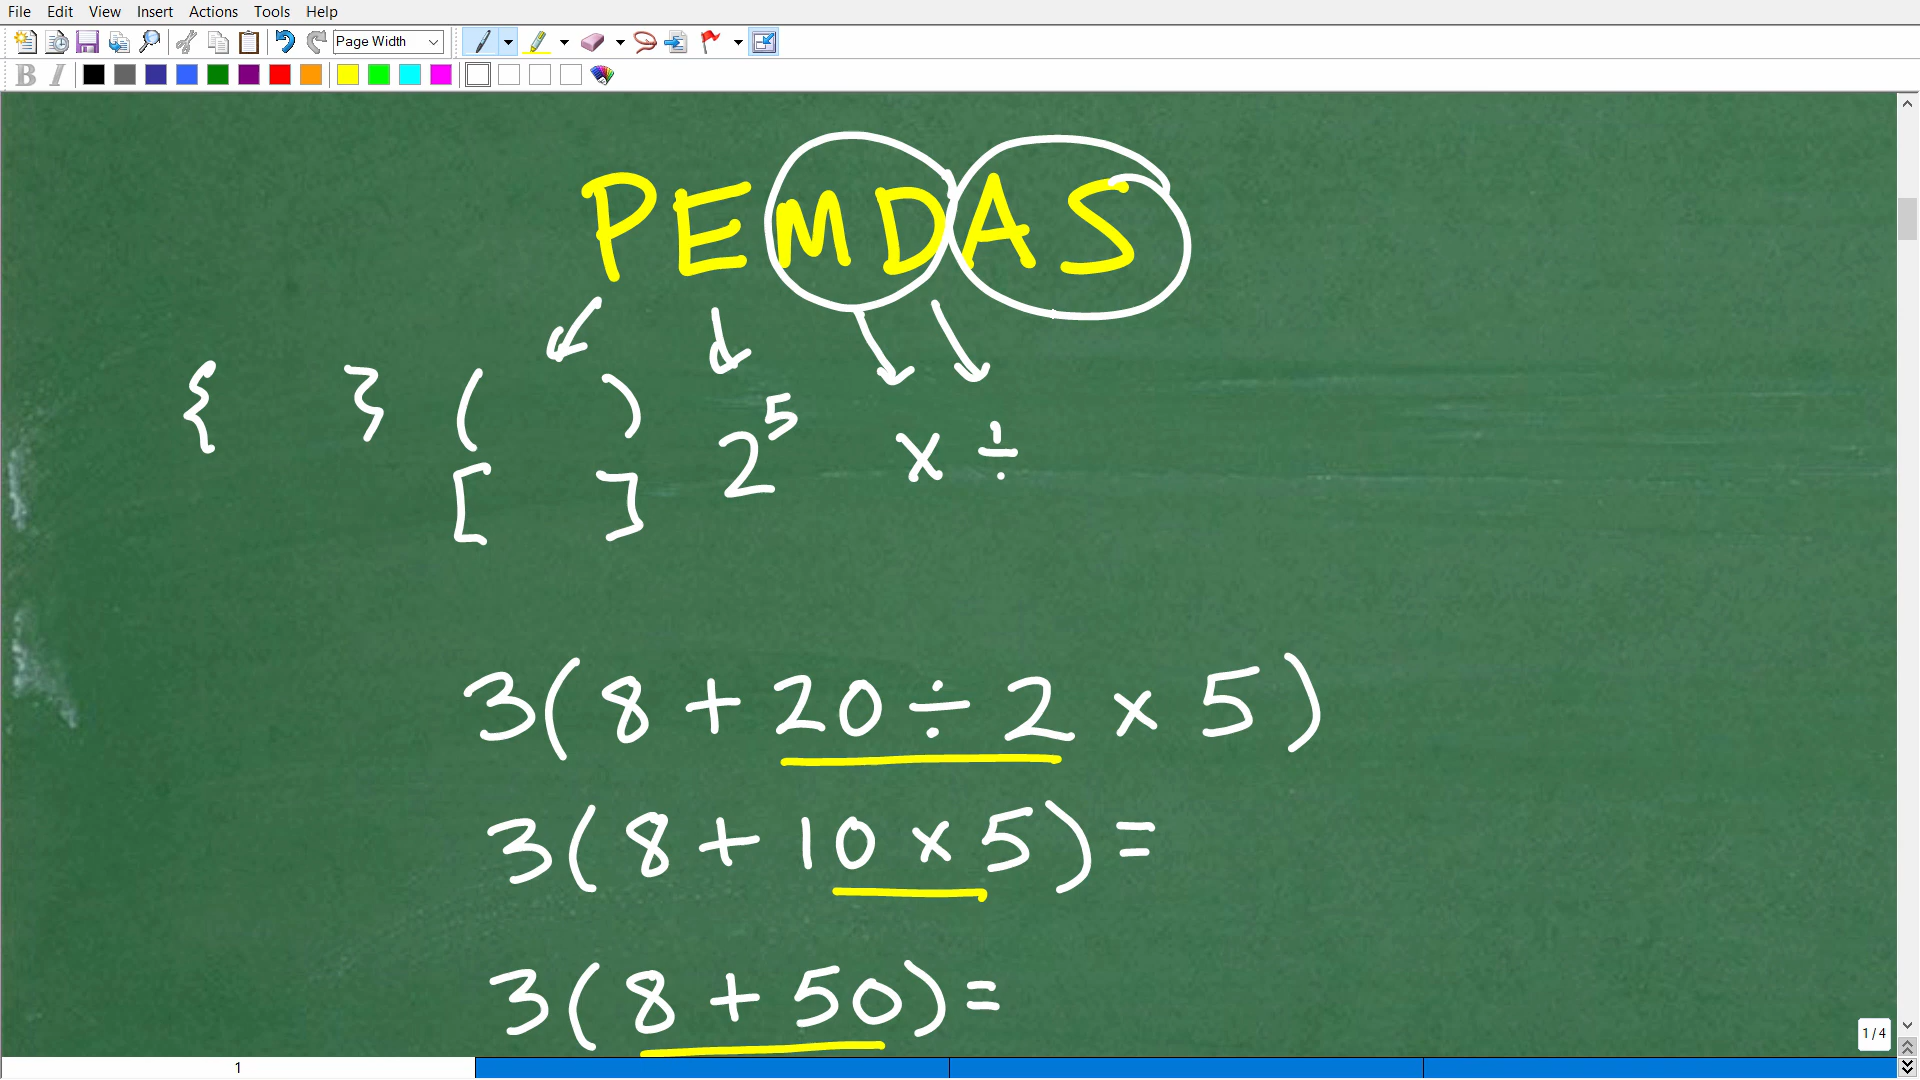 File Edit View Insert Actions Tools Help
Page Width
B I
PEMDAS
{ } ( ) 2⁵ × ÷
[ ]
3(8 + 20 ÷ 2 × 5)
3(8 + 10 × 5) =
3(8 + 50) =
1 / 4
1